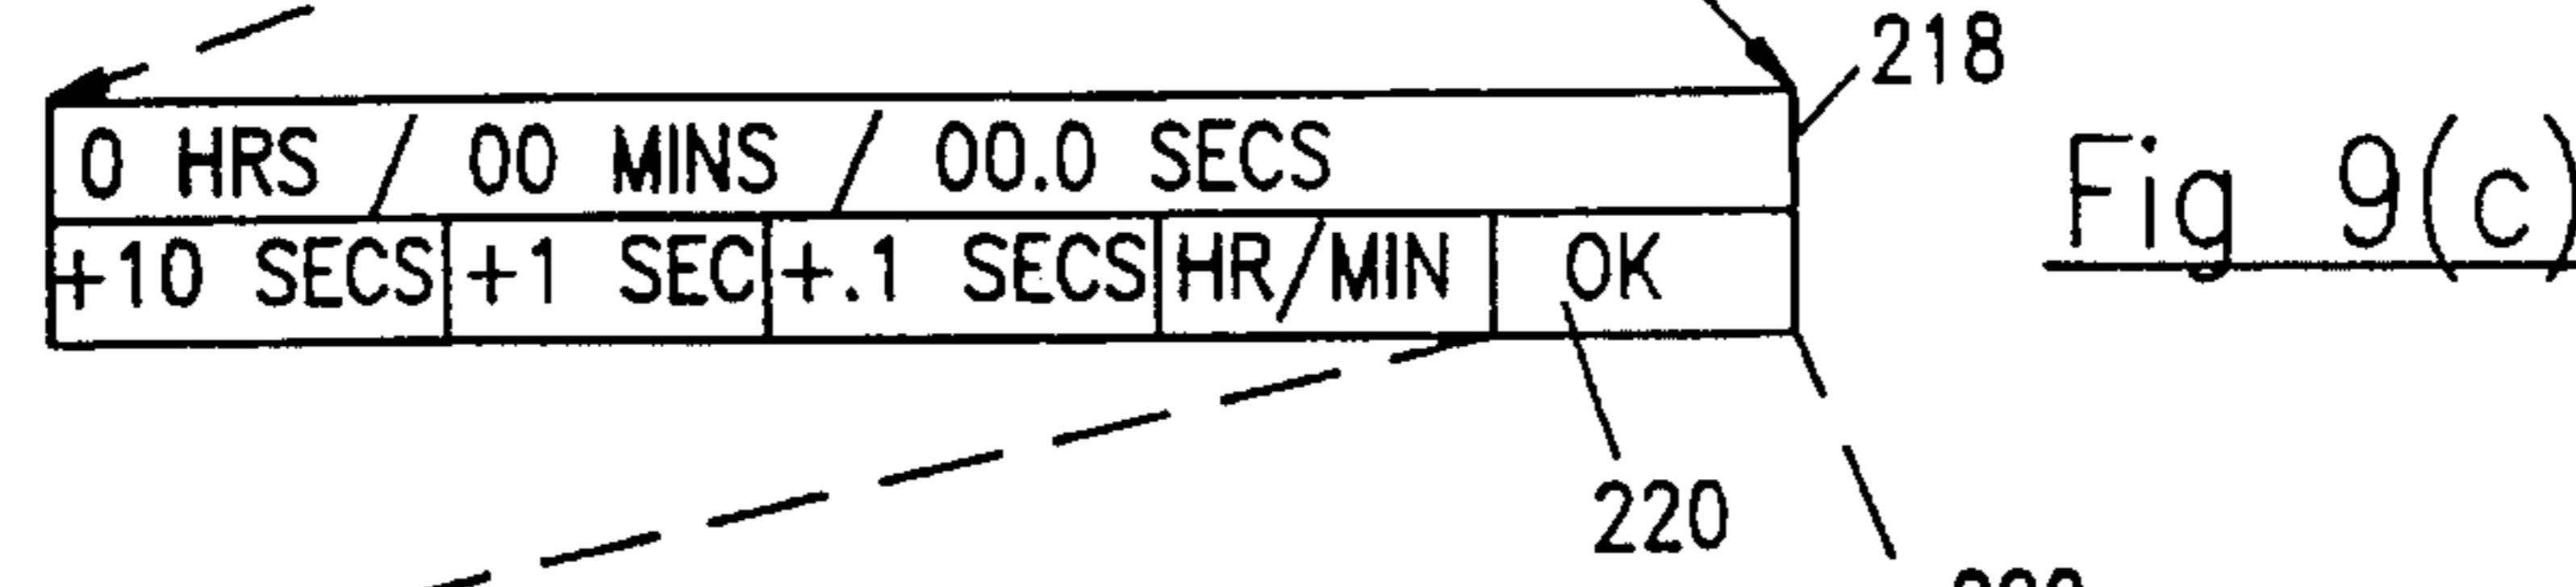 218
0 HRS / 00 MINS / 00.0 SECS
Fig 9(c)
+10 SECS +1 SEC +.1 SECS HR/MIN OK
220